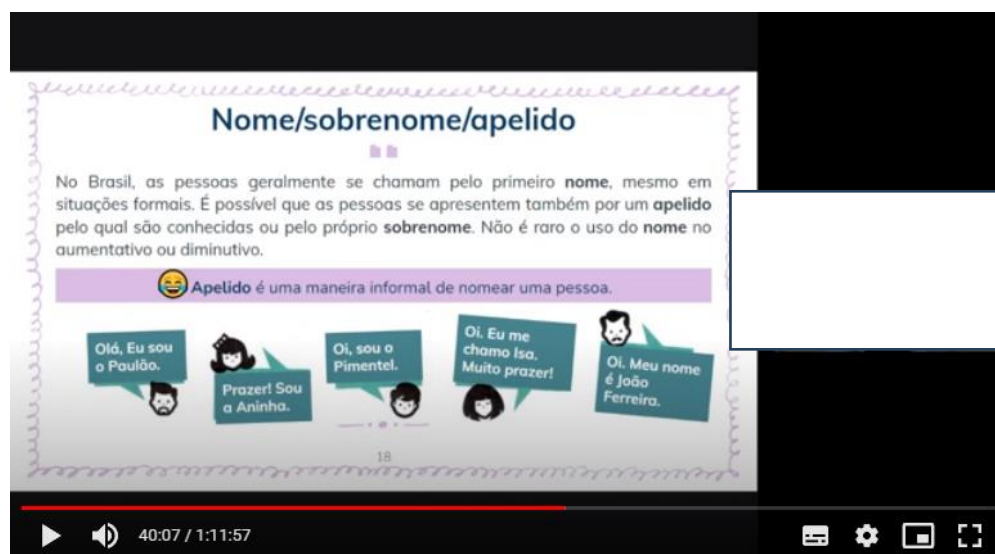 Nome/sobrenome/apelido
No Brasil, as pessoas geralmente se chamam pelo primeiro nome, mesmo em
situações formais. É possível que as pessoas se apresentem também por um apelido
pelo qual são conhecidas ou pelo próprio sobrenome. Não é raro o uso do nome no
aumentativo ou diminutivo.
Apelido é uma maneira informal de nomear uma pessoa.
Olá, Eu sou
o Paulão.
Prazer! Sou
a Aninha.
Oi, sou o
Pimentel.
Oi. Eu me
chamo Isa.
Muito prazer!
Oi. Meu nome
é João
Ferreira.
18
40:07 / 1:11:57